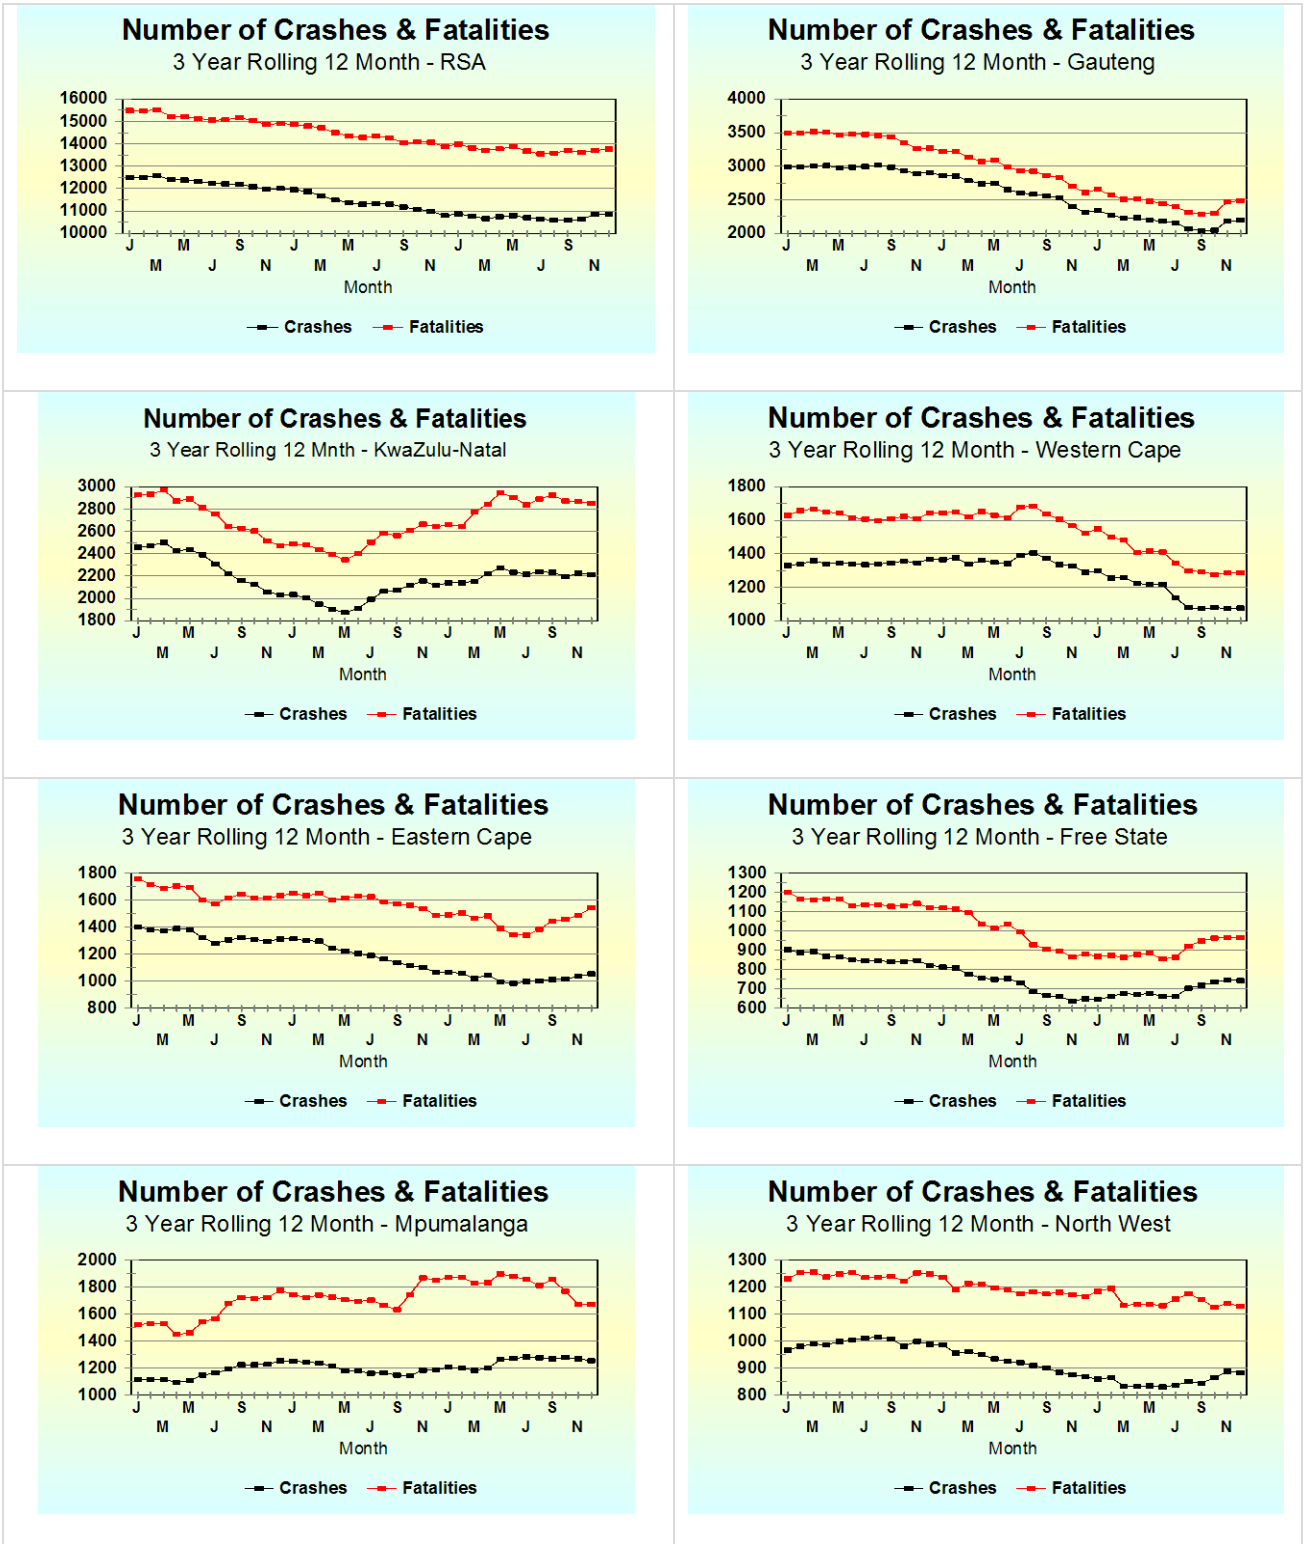 Number of Crashes & Fatalities
3 Year Rolling 12 Month - RSA
16000
15000
14000
13000
12000
11000
10000
J M S J M S J M S
M J N M J N M J N
Month
Crashes Fatalities
Number of Crashes & Fatalities
3 Year Rolling 12 Month - Gauteng
4000
3500
3000
2500
2000
J M S J M S J M S
M J N M J N M J N
Month
Crashes Fatalities
Number of Crashes & Fatalities
3 Year Rolling 12 Mnth - KwaZulu-Natal
3000
2800
2600
2400
2200
2000
1800
J M S J M S J M S
M J N M J N M J N
Month
Crashes Fatalities
Number of Crashes & Fatalities
3 Year Rolling 12 Month - Western Cape
1800
1600
1400
1200
1000
J M S J M S J M S
M J N M J N M J N
Month
Crashes Fatalities
Number of Crashes & Fatalities
3 Year Rolling 12 Month - Eastern Cape
1800
1600
1400
1200
1000
800
J M S J M S J M S
M J N M J N M J N
Month
Crashes Fatalities
Number of Crashes & Fatalities
3 Year Rolling 12 Month - Free State
1300
1200
1100
1000
900
800
700
600
J M S J M S J M S
M J N M J N M J N
Month
Crashes Fatalities
Number of Crashes & Fatalities
3 Year Rolling 12 Month - Mpumalanga
2000
1800
1600
1400
1200
1000
J M S J M S J M S
M J N M J N M J N
Month
Crashes Fatalities
Number of Crashes & Fatalities
3 Year Rolling 12 Month - North West
1300
1200
1100
1000
900
800
J M S J M S J M S
M J N M J N M J N
Month
Crashes Fatalities